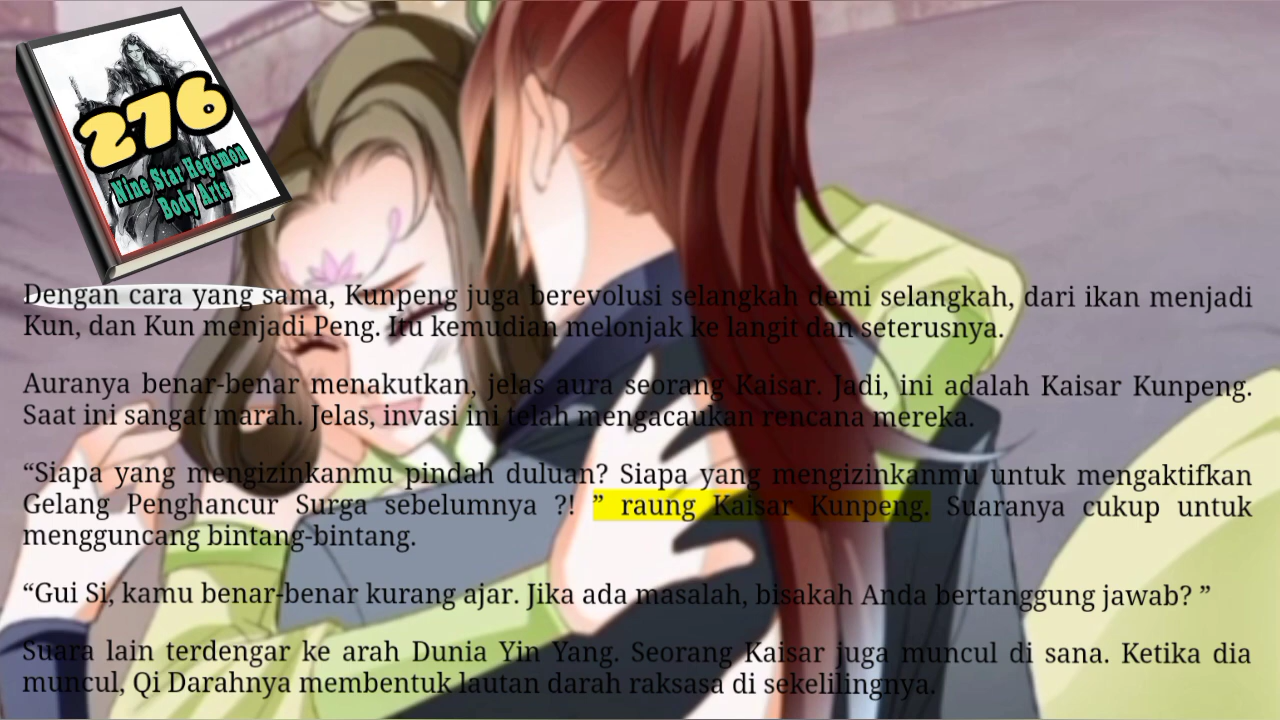 276
Nine Star Hegemon
Body Arts
Dengan cara yang sama, Kunpeng juga berevolusi selangkah demi selangkah, dari ikan menjadi
Kun, dan Kun menjadi Peng. Itu kemudian melonjak ke langit dan seterusnya.
Auranya benar-benar menakutkan, jelas aura seorang Kaisar. Jadi, ini adalah Kaisar Kunpeng.
Saat ini sangat marah. Jelas, invasi ini telah mengacaukan rencana mereka.
“Siapa yang mengizinkanmu pindah duluan? Siapa yang mengizinkanmu untuk mengaktifkan
Gelang Penghancur Surga sebelumnya ?! ” raung Kaisar Kunpeng. Suaranya cukup untuk
mengguncang bintang-bintang.
“Gui Si, kamu benar-benar kurang ajar. Jika ada masalah, bisakah Anda bertanggung jawab? ”
Suara lain terdengar ke arah Dunia Yin Yang. Seorang Kaisar juga muncul di sana. Ketika dia
muncul, Qi Darahnya membentuk lautan darah raksasa di sekelilingnya.